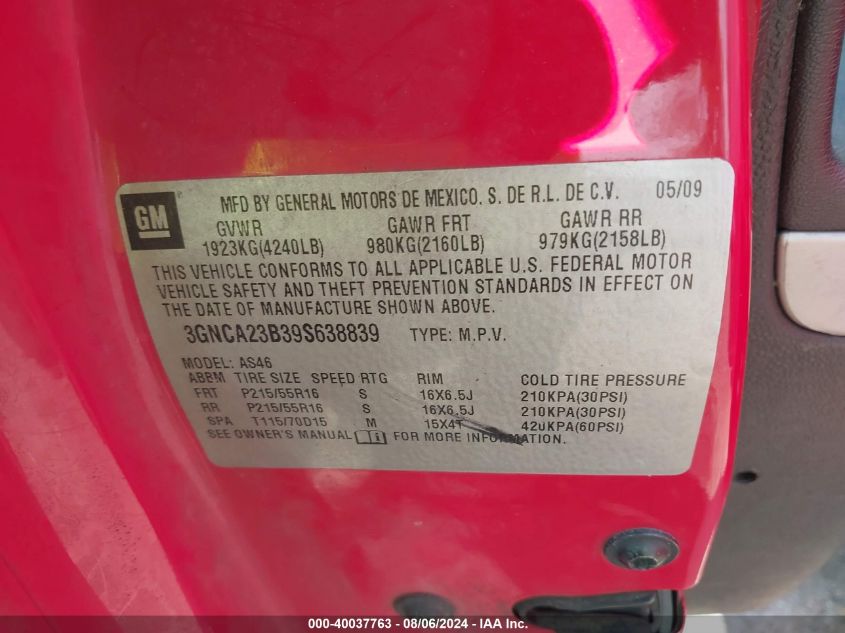 GM
MFD BY GENERAL MOTORS DE MEXICO. S. DE R.L. DE C.V. 05/09
GVWR GAWR FRT GAWR RR
1923KG(4240LB) 980KG(2160LB) 979KG(2158LB)
THIS VEHICLE CONFORMS TO ALL APPLICABLE U.S. FEDERAL MOTOR
VEHICLE SAFETY AND THEFT PREVENTION STANDARDS IN EFFECT ON
THE DATE OF MANUFACTURE SHOWN ABOVE.
3GNCA23B39S638839 TYPE: M.P.V.
MODEL: AS46
ABBM TIRE SIZE SPEED RTG RIM COLD TIRE PRESSURE
FRT P215/55R16 S 16X6.5J 210KPA(30PSI)
RR P215/55R16 S 16X6.5J 210KPA(30PSI)
SPA T115/70D15 M 15X4T 420KPA(60PSI)
SEE OWNER'S MANUAL FOR MORE INFORMATION.
000-40037763 - 08/06/2024 - IAA Inc.